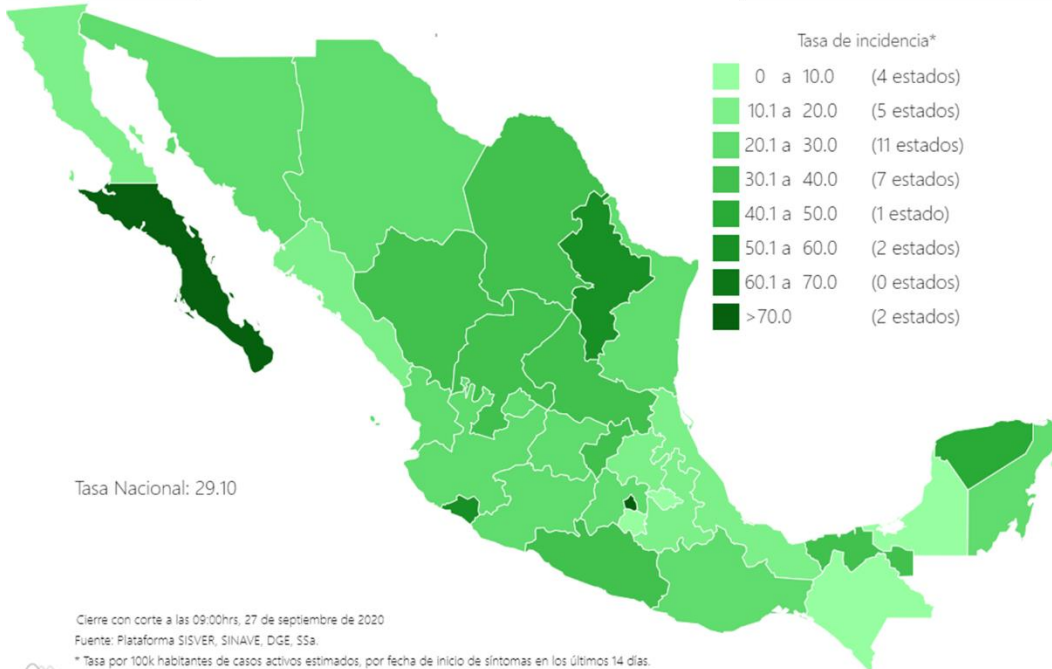 Tasa de incidencia*
0 a 10.0 (4 estados)
10.1 a 20.0 (5 estados)
20.1 a 30.0 (11 estados)
30.1 a 40.0 (7 estados)
40.1 a 50.0 (1 estado)
50.1 a 60.0 (2 estados)
60.1 a 70.0 (0 estados)
>70.0 (2 estados)
Tasa Nacional: 29.10
Cierre con corte a las 09:00hrs, 27 de septiembre de 2020
Fuente: Plataforma SISVER, SINAVE, DGE, SSa.
* Tasa por 100k habitantes de casos activos estimados, por fecha de inicio de síntomas en los últimos 14 días.